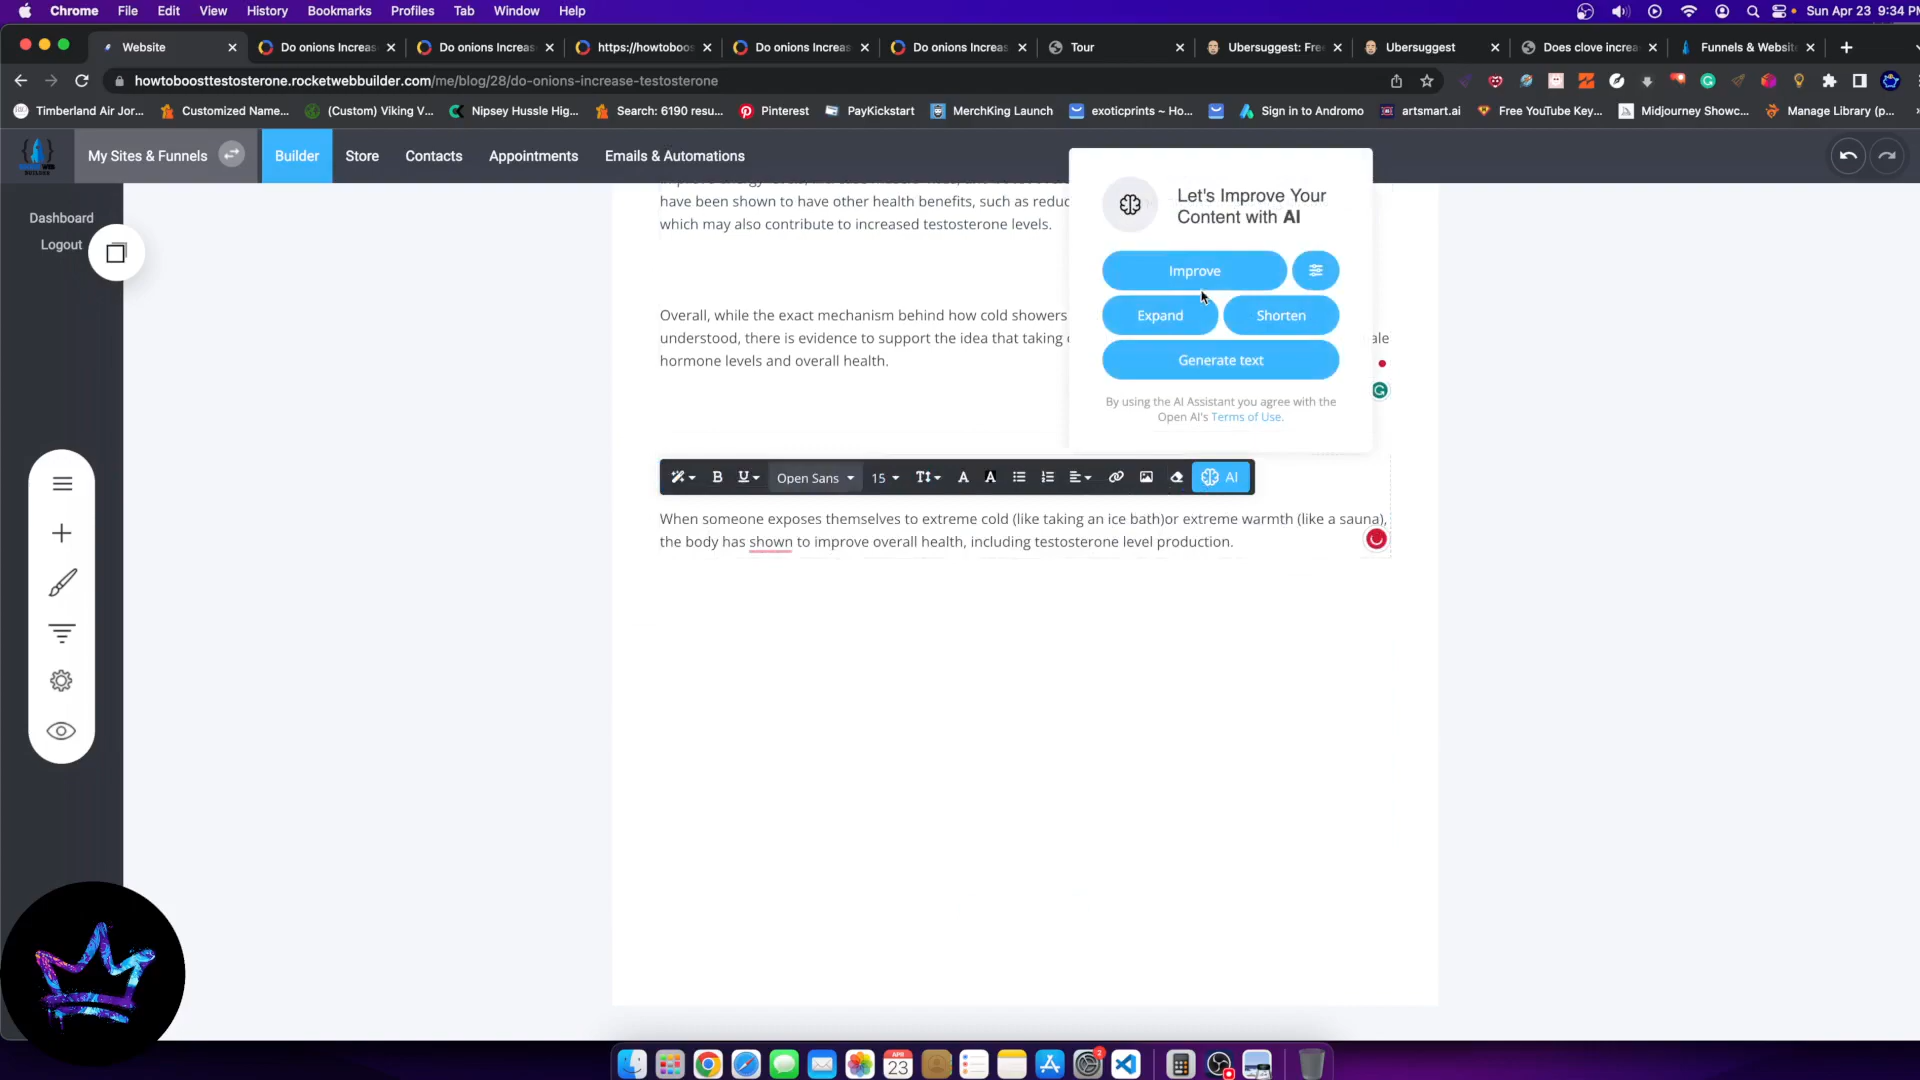 Chrome File Edit View History Bookmarks Profiles Tab Window Help
Sun Apr 23 9:34
Website
Do onions Increas
Do onions Increas
https://howtoboos
Do onions Increas
Do onions Increas
Tour
Ubersuggest: Fre
Ubersuggest
Does clove increa
Funnels & Websit
howtoboosttestosterone.rocketwebbuilder.com/me/blog/28/do-onions-increase-testosterone
Timberland Air Jor...
Customized Name...
(Custom) Viking V...
Nipsey Hussle Hig...
Search: 6190 resu...
Pinterest
PayKickstart
MerchKing Launch
exoticprints ~ Ho...
Sign in to Andromo
artsmart.ai
Free YouTube Key...
Midjourney Showc...
Manage Library (p...
My Sites & Funnels
Builder
Store
Contacts
Appointments
Emails & Automations
Dashboard
Logout
have been shown to have other health benefits, such as reduc
which may also contribute to increased testosterone levels.
Let's Improve Your
Content with AI
Improve
Expand
Shorten
Generate text
By using the AI Assistant you agree with the
Open AI's Terms of Use.
Overall, while the exact mechanism behind how cold showers
understood, there is evidence to support the idea that taking ale
hormone levels and overall health.
B U Open Sans 15 A A AI
When someone exposes themselves to extreme cold (like taking an ice bath)or extreme warmth (like a sauna),
the body has shown to improve overall health, including testosterone level production.
APR
23
2